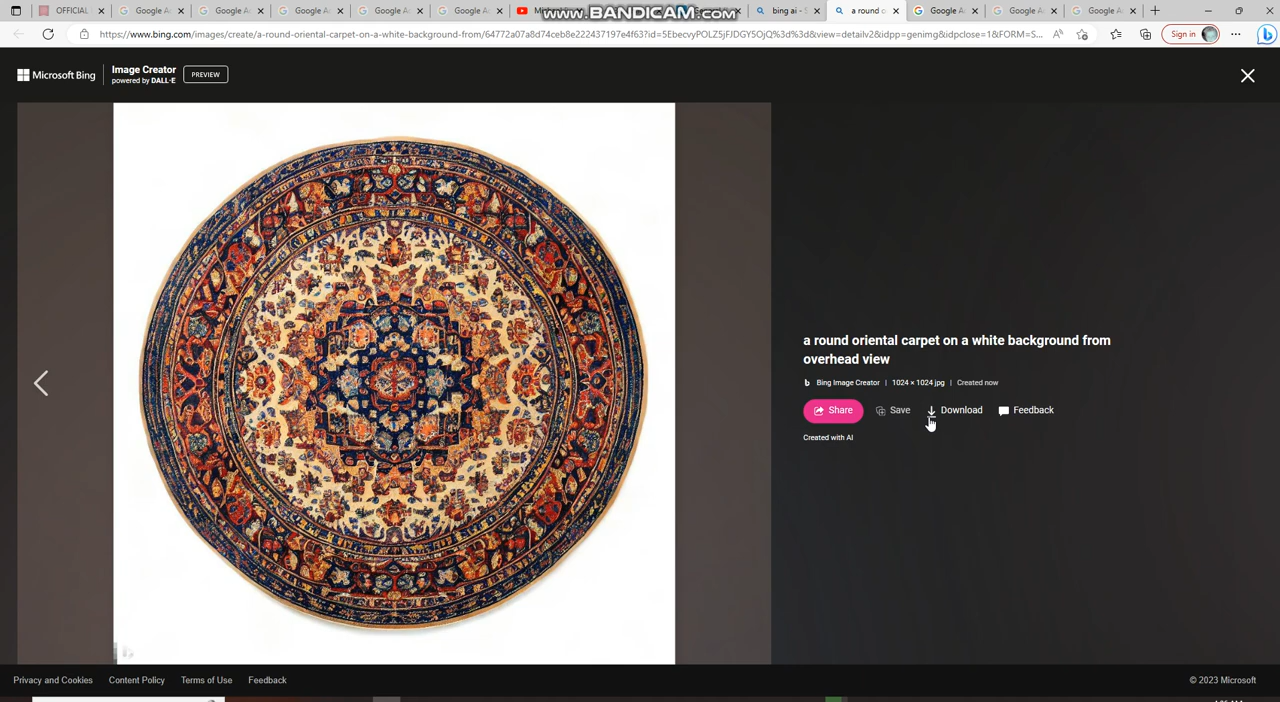 OFFICIAL
Google A
Google A
Google A
Google A
Google A
www.BANDICAM.com
bing ai - S
a round o
Google A
Google A
Google A
https://www.bing.com/images/create/a-round-oriental-carpet-on-a-white-background-from/64772a07a8d74ceb8e222437197e4f63?id=5EbecvyPOLZ5jFJDGY5OjQ%3d%3d&view=detailv2&idpp=genimg&idpclose=1&FORM=S...
Sign in
Microsoft Bing
Image Creator
powered by DALL·E
PREVIEW
a round oriental carpet on a white background from
overhead view
Bing Image Creator | 1024 × 1024 jpg | Created now
Share
Save
Download
Feedback
Created with AI
Privacy and Cookies
Content Policy
Terms of Use
Feedback
© 2023 Microsoft